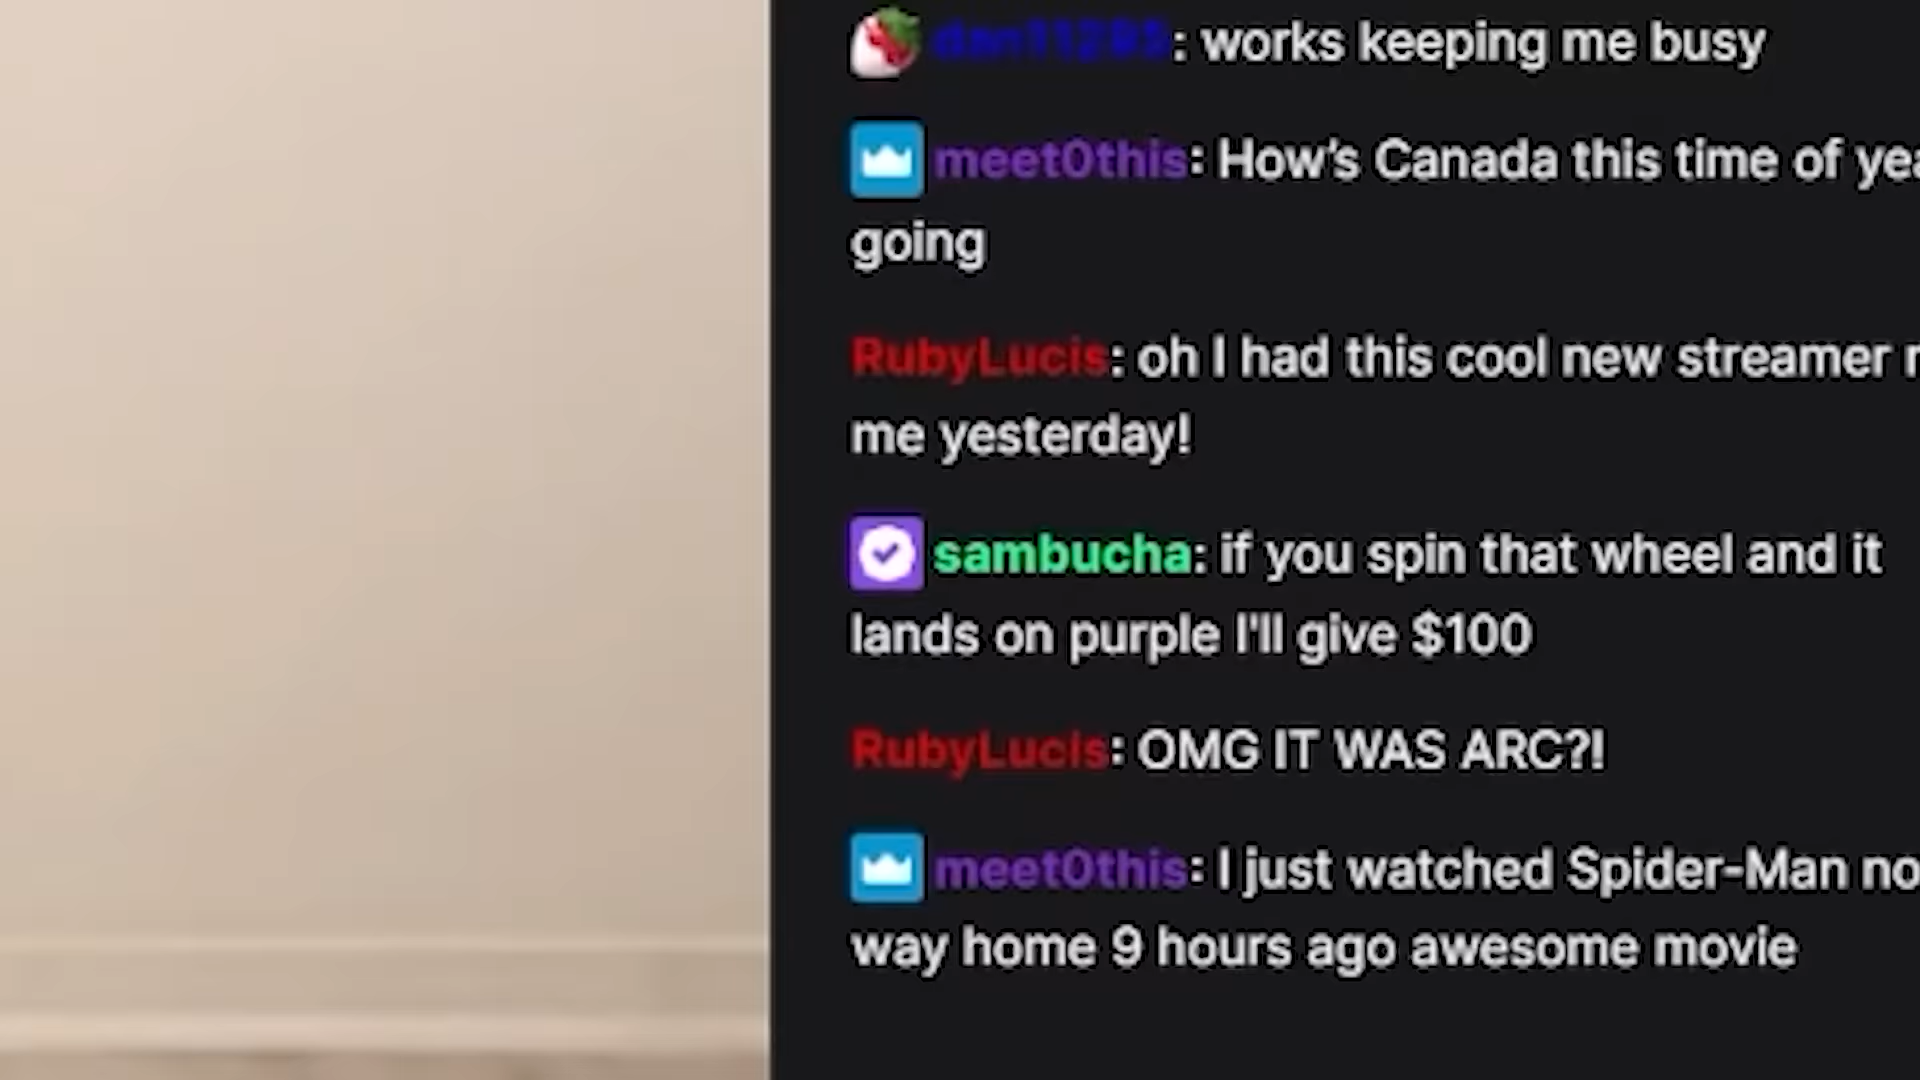 dan11295: works keeping me busy
meet0this: How's Canada this time of
going
RubyLucis: oh I had this cool new streamer
me yesterday!
sambucha: if you spin that wheel and it
lands on purple I'll give $100
RubyLucis: OMG IT WAS ARC?!
meet0this: I just watched Spider-Man no
way home 9 hours ago awesome movie